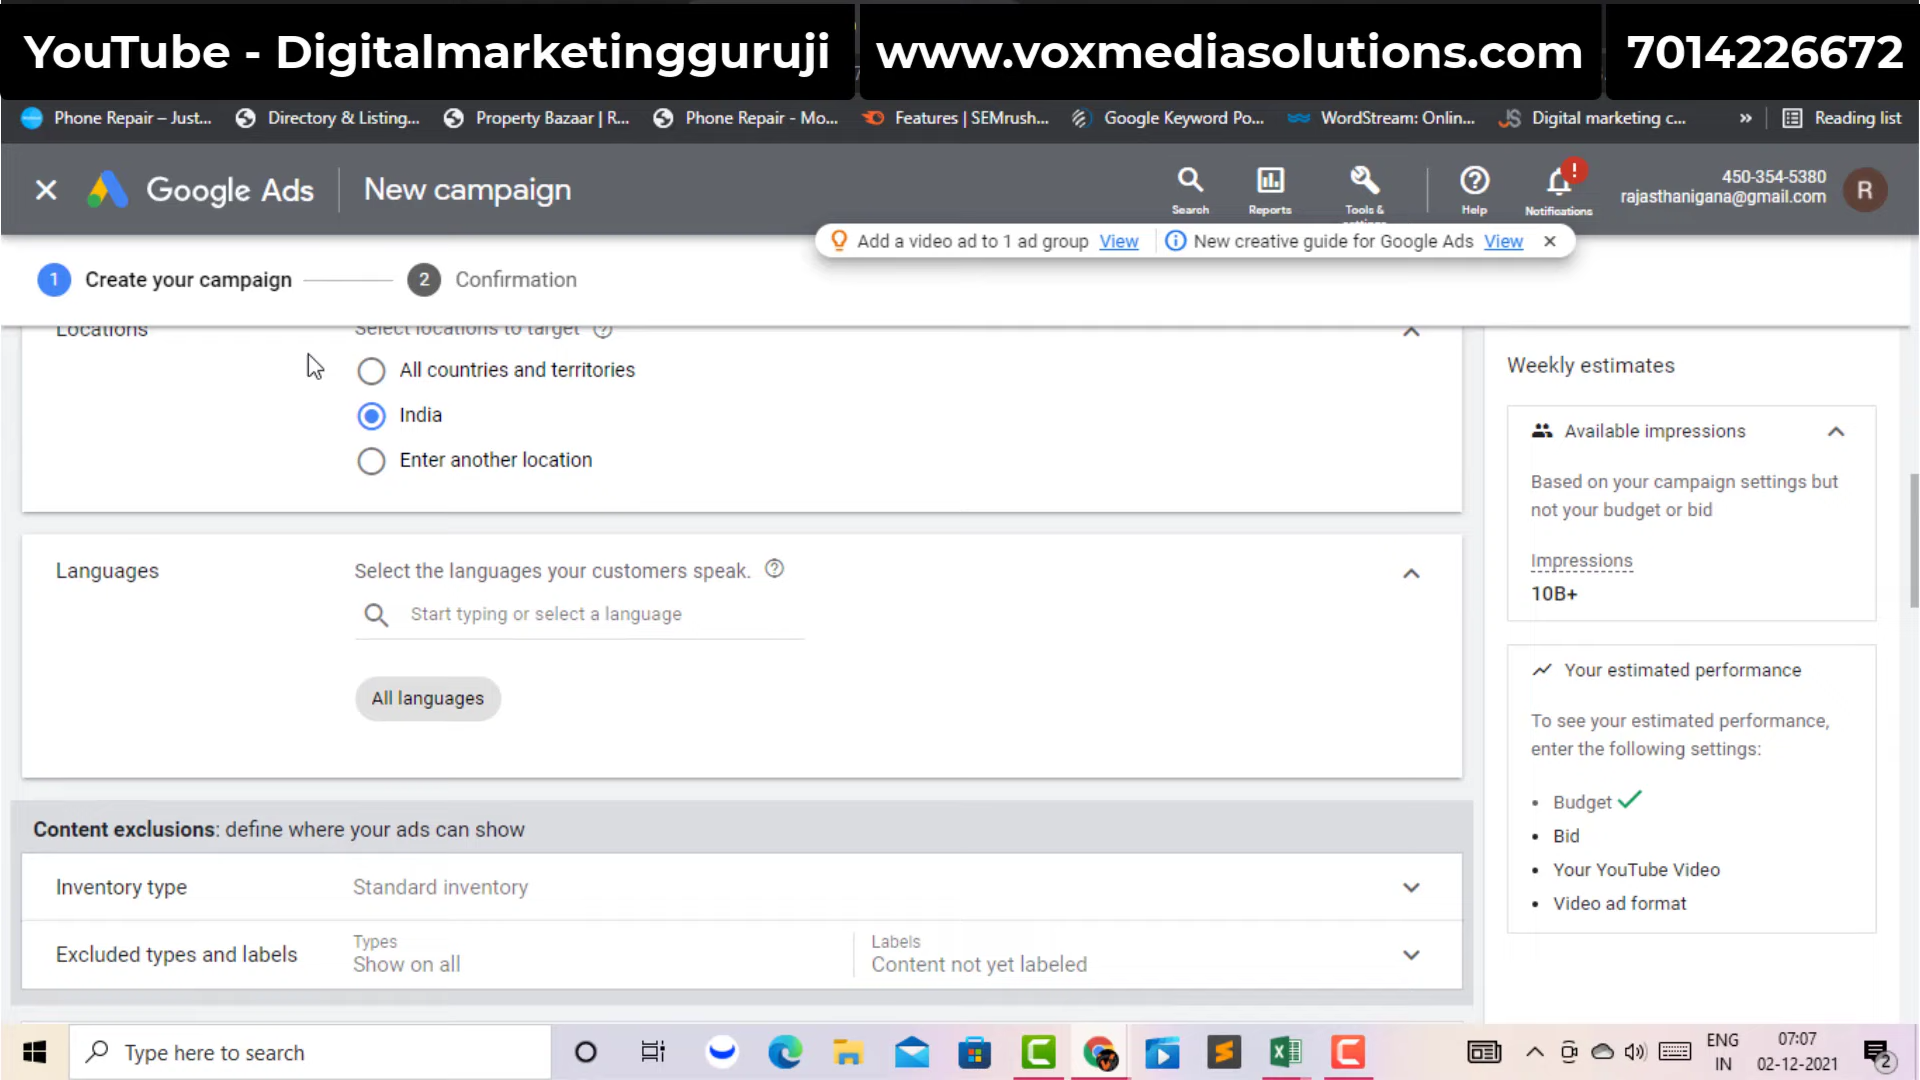 YouTube - Digitalmarketingguruji www.voxmediasolutions.com 7014226672
Phone Repair – Just... Directory & Listing... Property Bazaar | R... Phone Repair - Mo... Features | SEMrush... Google Keyword Po... WordStream: Onlin... Digital marketing c... » Reading list
Google Ads New campaign
Search Reports Tools & Help Notifications
450-354-5380
rajasthanigana@gmail.com
R
Add a video ad to 1 ad group View New creative guide for Google Ads View
1 Create your campaign 2 Confirmation
Locations Select locations to target
All countries and territories
India
Enter another location
Languages Select the languages your customers speak.
Start typing or select a language
All languages
Content exclusions: define where your ads can show
Inventory type Standard inventory
Excluded types and labels
Types
Show on all
Labels
Content not yet labeled
Weekly estimates
Available impressions
Based on your campaign settings but
not your budget or bid
Impressions
10B+
Your estimated performance
To see your estimated performance,
enter the following settings:
• Budget
• Bid
• Your YouTube Video
• Video ad format
Type here to search
ENG
IN
07:07
02-12-2021
2